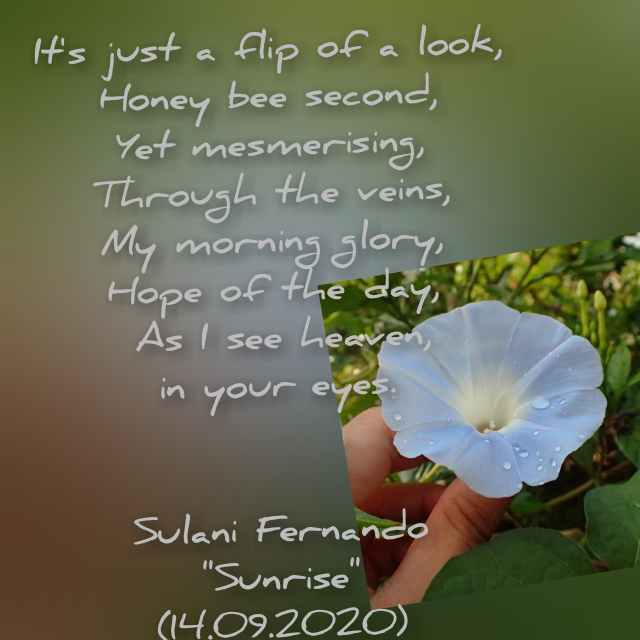 It's just a flip of a look,
Honey bee second,
Yet mesmerising,
Through the veins,
My morning glory,
Hope of the day,
As I see heaven,
in your eyes.
Sulani Fernando
"Sunrise"
(14.09.2020)